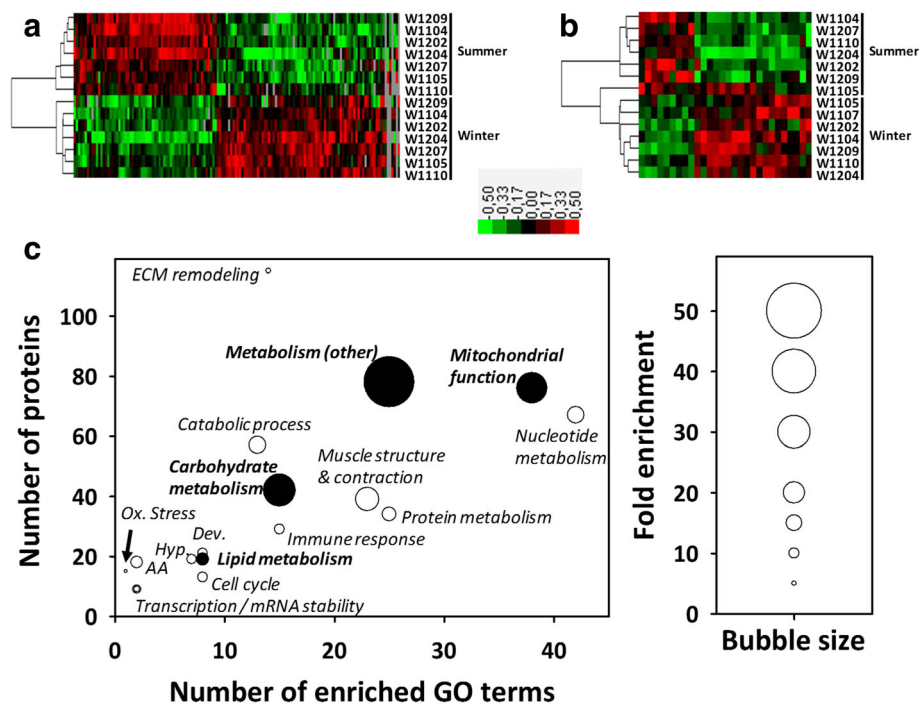 a
W1209
W1104
W1202
W1204
W1207
W1105
W1110
Summer
W1209
W1104
W1202
W1204
W1207
W1105
W1110
Winter
b
W1104
W1207
W1110
W1204
W1202
W1209
W1105
Summer
W1105
W1107
W1202
W1104
W1209
W1110
W1204
Winter
-0,50
-0,33
-0,17
0,00
0,17
0,33
0,50
c
Number of proteins
100
80
60
40
20
0
ECM remodeling
Metabolism (other)
Mitochondrial
function
Catabolic process
Nucleotide
metabolism
Muscle structure
& contraction
Carbohydrate
metabolism
Protein metabolism
Ox. Stress
Dev.
Immune response
Hyp.
Lipid metabolism
AA
Cell cycle
Transcription / mRNA stability
0 10 20 30 40
Number of enriched GO terms
Fold enrichment
50
40
30
20
10
0
Bubble size